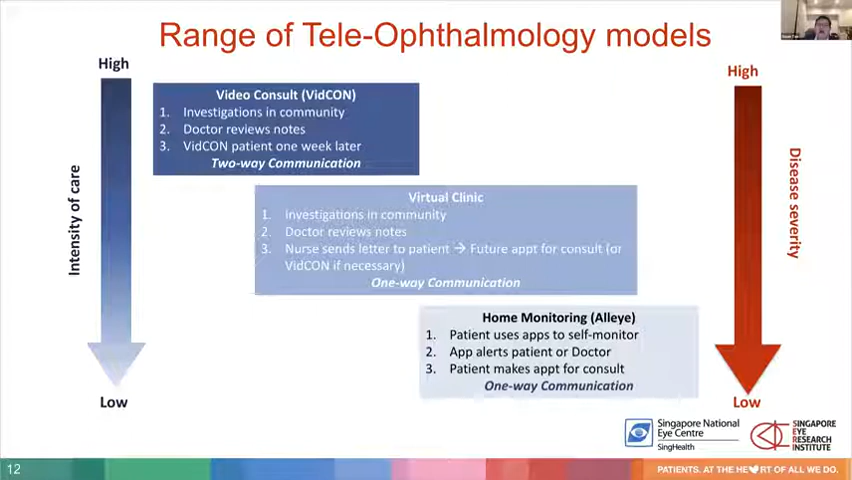 Range of Tele-Ophthalmology models
High
High
Intensity of care
Disease severity
Video Consult (VidCON)
1. Investigations in community
2. Doctor reviews notes
3. VidCON patient one week later
Two-way Communication
Virtual Clinic
1. Investigations in community
2. Doctor reviews notes
3. Nurse sends letter to patient → Future appt for consult (or
VidCON if necessary)
One-way Communication
Home Monitoring (Alleye)
1. Patient uses apps to self-monitor
2. App alerts patient or Doctor
3. Patient makes appt for consult
One-way Communication
Low
Low
Singapore National
Eye Centre
SingHealth
SINGAPORE
EYE
RESEARCH
INSTITUTE
12
PATIENTS. AT THE HE RT OF ALL WE DO.